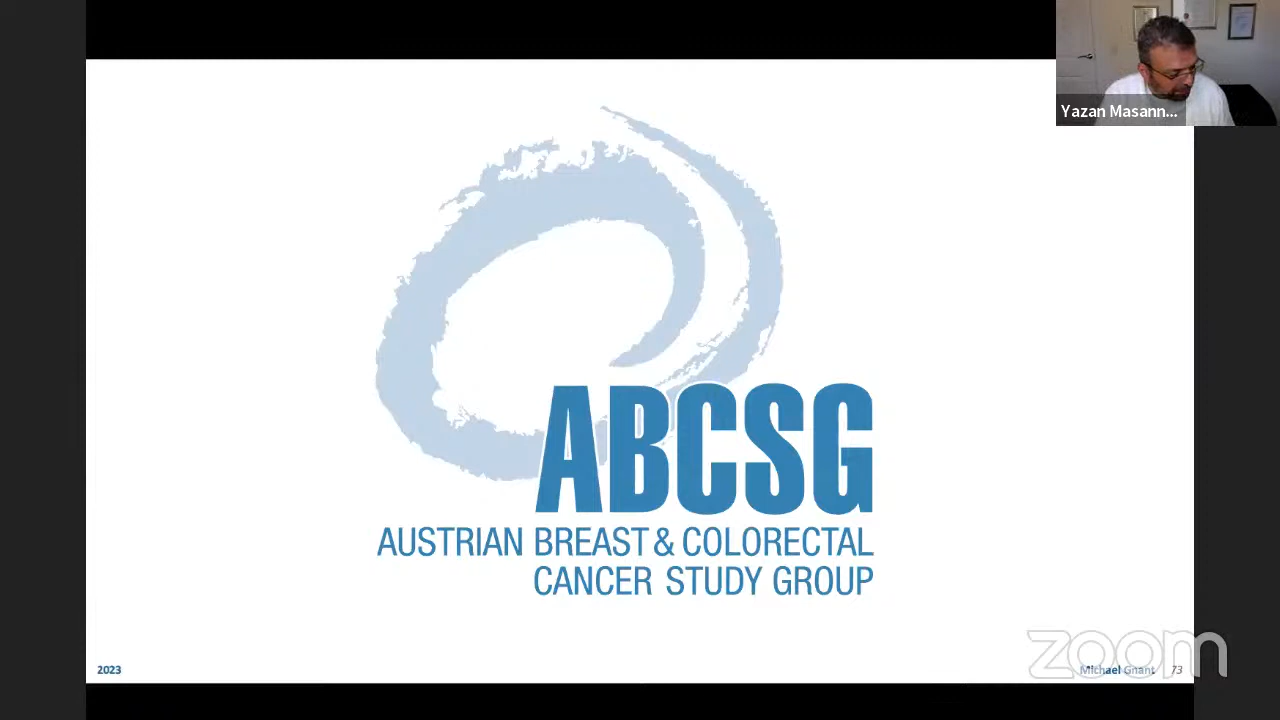 Yazan Masann...
ABCSG
AUSTRIAN BREAST & COLORECTAL
CANCER STUDY GROUP
2023
Michael Gnant 73
zoom